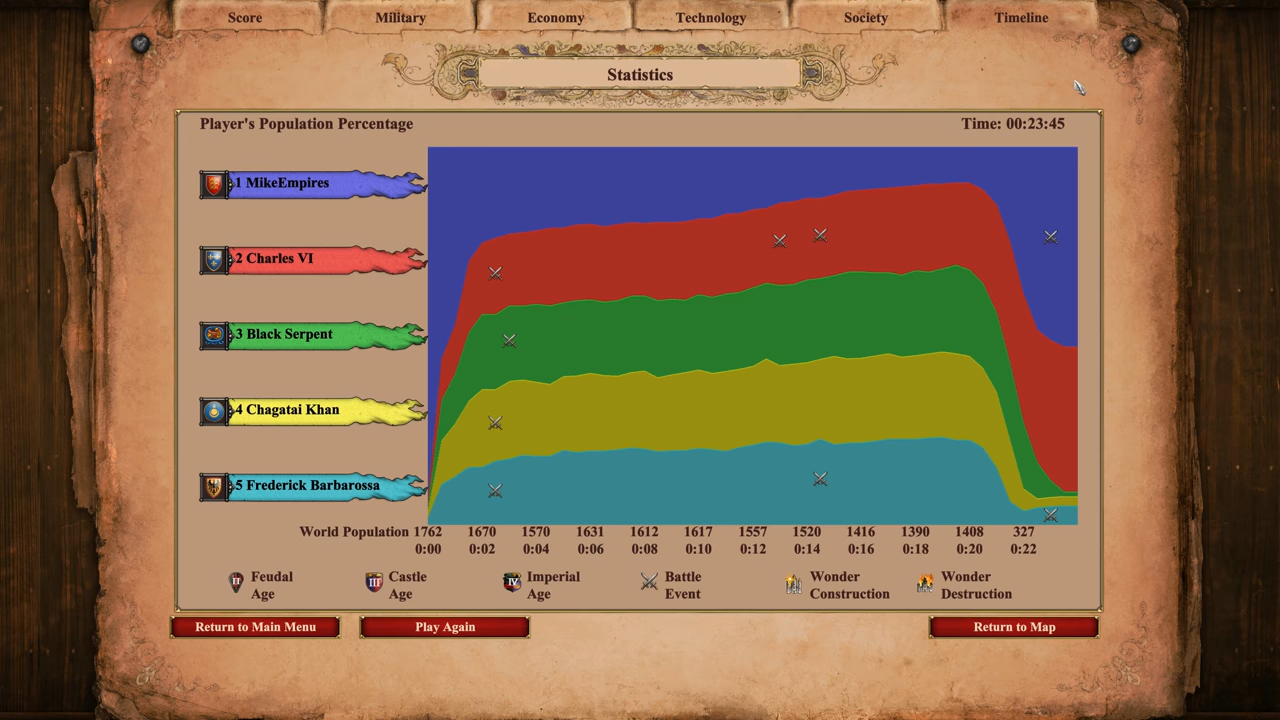 Score Military Economy Technology Society Timeline
Statistics
Player's Population Percentage Time: 00:23:45
1 MikeEmpires
2 Charles VI
3 Black Serpent
4 Chagatai Khan
5 Frederick Barbarossa
World Population 1762 1670 1570 1631 1612 1617 1557 1520 1416 1390 1408 327
0:00 0:02 0:04 0:06 0:08 0:10 0:12 0:14 0:16 0:18 0:20 0:22
II Feudal Age
III Castle Age
IV Imperial Age
Battle Event
Wonder Construction
Wonder Destruction
Return to Main Menu Play Again Return to Map